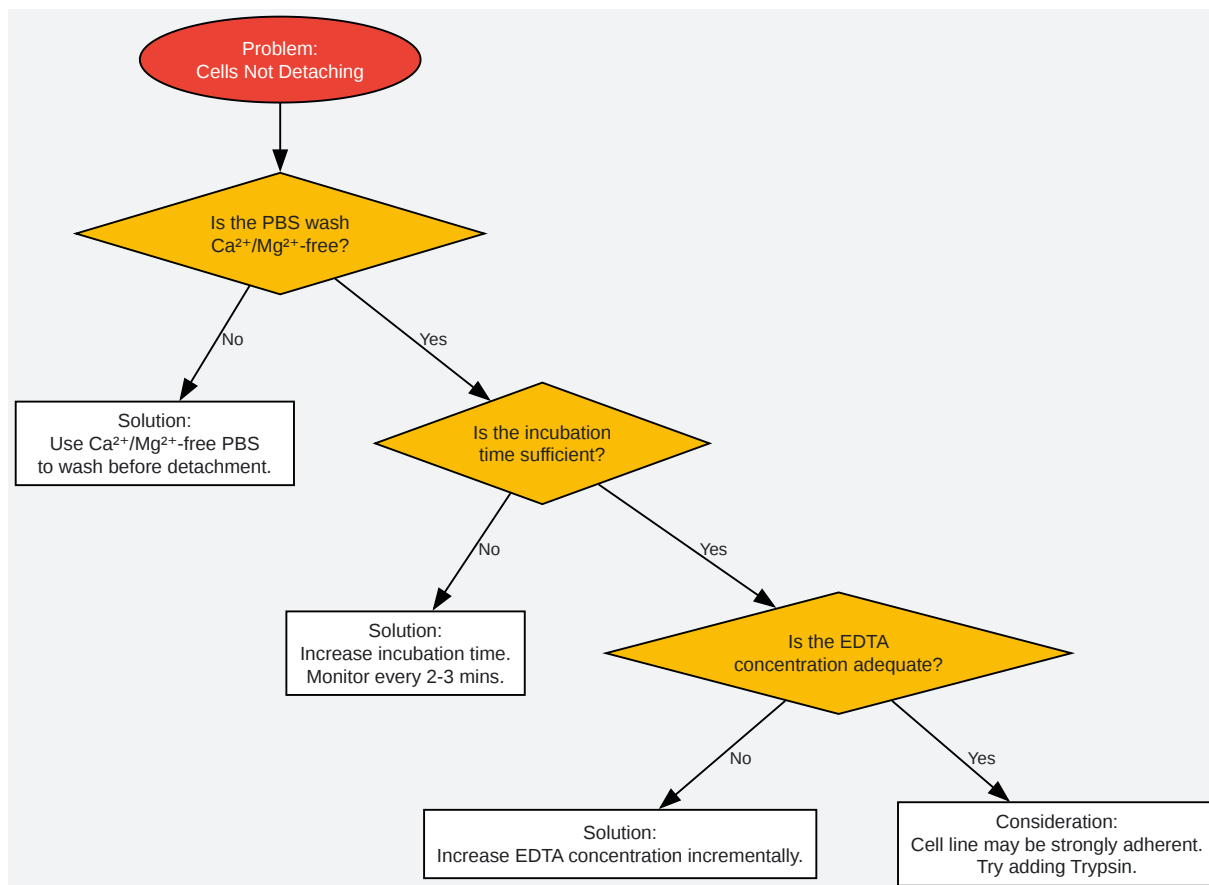 Problem:
Cells Not Detaching
Is the PBS wash
Ca²⁺/Mg²⁺-free?
No
Yes
Solution:
Use Ca²⁺/Mg²⁺-free PBS
to wash before detachment.
Is the incubation
time sufficient?
No
Yes
Solution:
Increase incubation time.
Monitor every 2-3 mins.
Is the EDTA
concentration adequate?
No
Yes
Solution:
Increase EDTA concentration incrementally.
Consideration:
Cell line may be strongly adherent.
Try adding Trypsin.